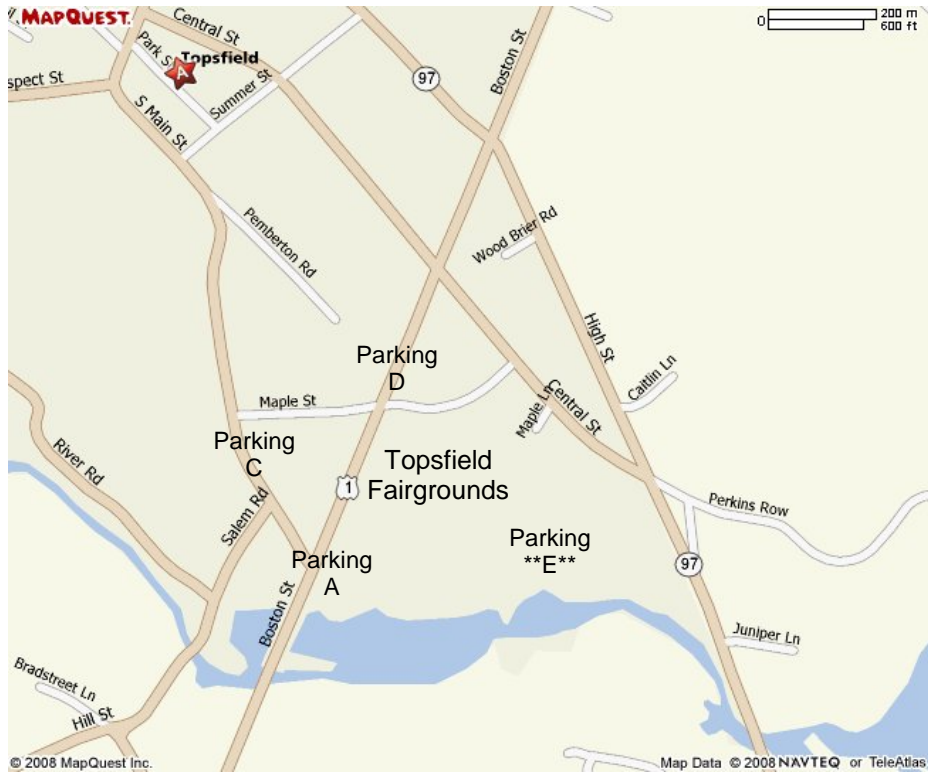 MAPQUEST.
Central St
200 m
0
600 ft
Park S
Topsfield
A
97
Boston St
spect St
Summer St
S Main St
Pemberton Rd
Wood Brier Rd
High St
Parking
D
Caitlin Ln
Maple St
Maple Ln
Central St
Parking
C
Topsfield
Fairgrounds
River Rd
1
Salem Rd
Perkins Row
Parking
**E**
Parking
A
97
Boston St
Juniper Ln
Bradstreet Ln
Hill St
© 2008 MapQuest Inc.
Map Data © 2008 NAVTEQ or TeleAtlas